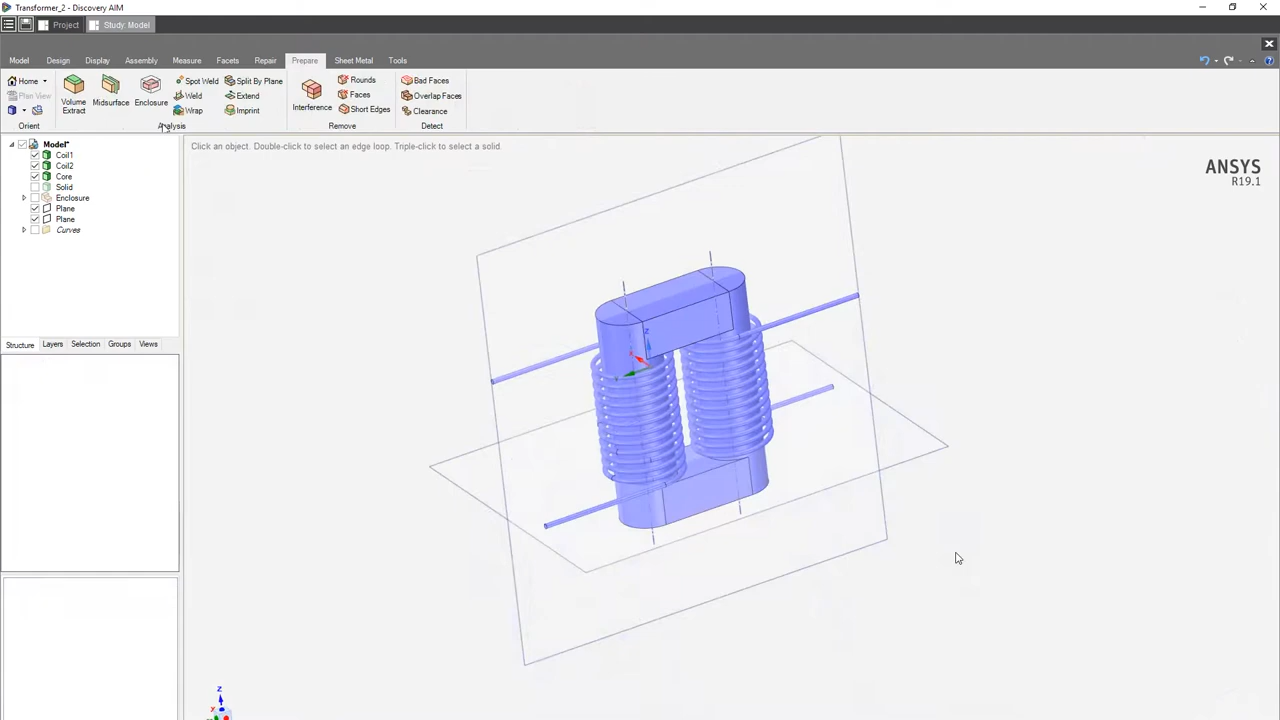 Transformer_2 - Discovery AIM
Project
Study: Model
Model Design Display Assembly Measure Facets Repair Prepare Sheet Metal Tools
Home
Plan View
Orient
Volume Extract
Midsurface
Enclosure
Spot Weld
Weld
Wrap
Split By Plane
Extend
Imprint
Analysis
Interference
Rounds
Faces
Short Edges
Remove
Bad Faces
Overlap Faces
Clearance
Detect
Model*
Coil1
Coil2
Core
Solid
Enclosure
Plane
Plane
Curves
Structure Layers Selection Groups Views
Click an object. Double-click to select an edge loop. Triple-click to select a solid.
ANSYS
R19.1
Z
Z